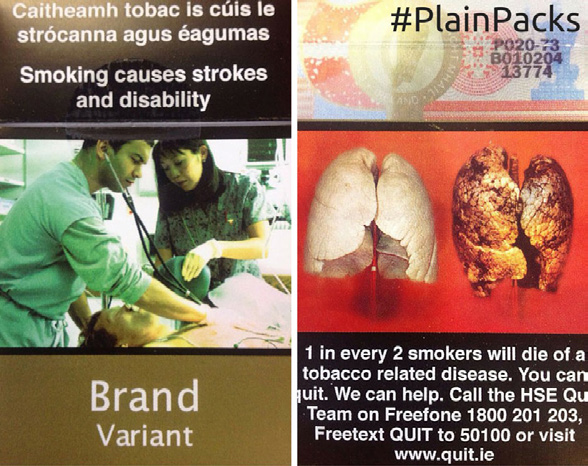 Caitheamh tobac is cúis le
strócanna agus éagumas
Smoking causes strokes
and disability
Brand
Variant
#PlainPacks
P020-73
B010204
13774
1 in every 2 smokers will die of a
tobacco related disease. You can
quit. We can help. Call the HSE Qu
Team on Freefone 1800 201 203,
Freetext QUIT to 50100 or visit
www.quit.ie